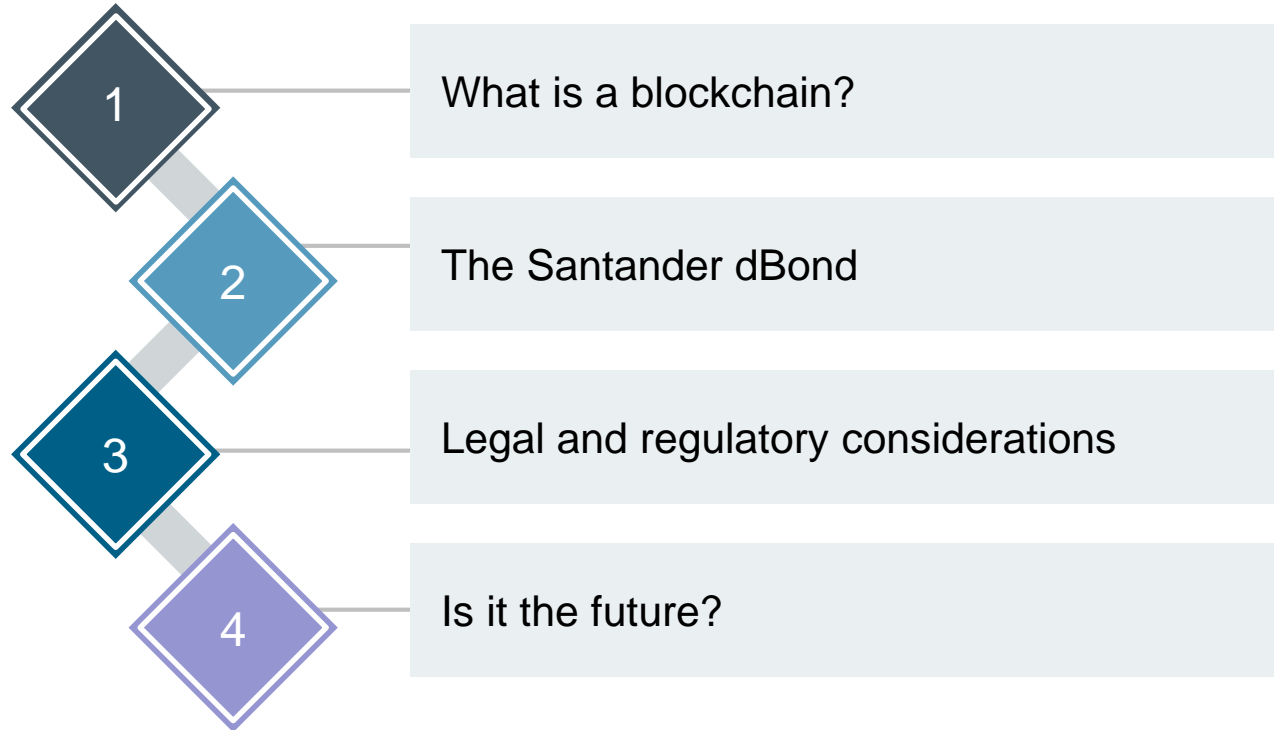 1
What is a blockchain?
2
The Santander dBond
3
Legal and regulatory considerations
4
Is it the future?